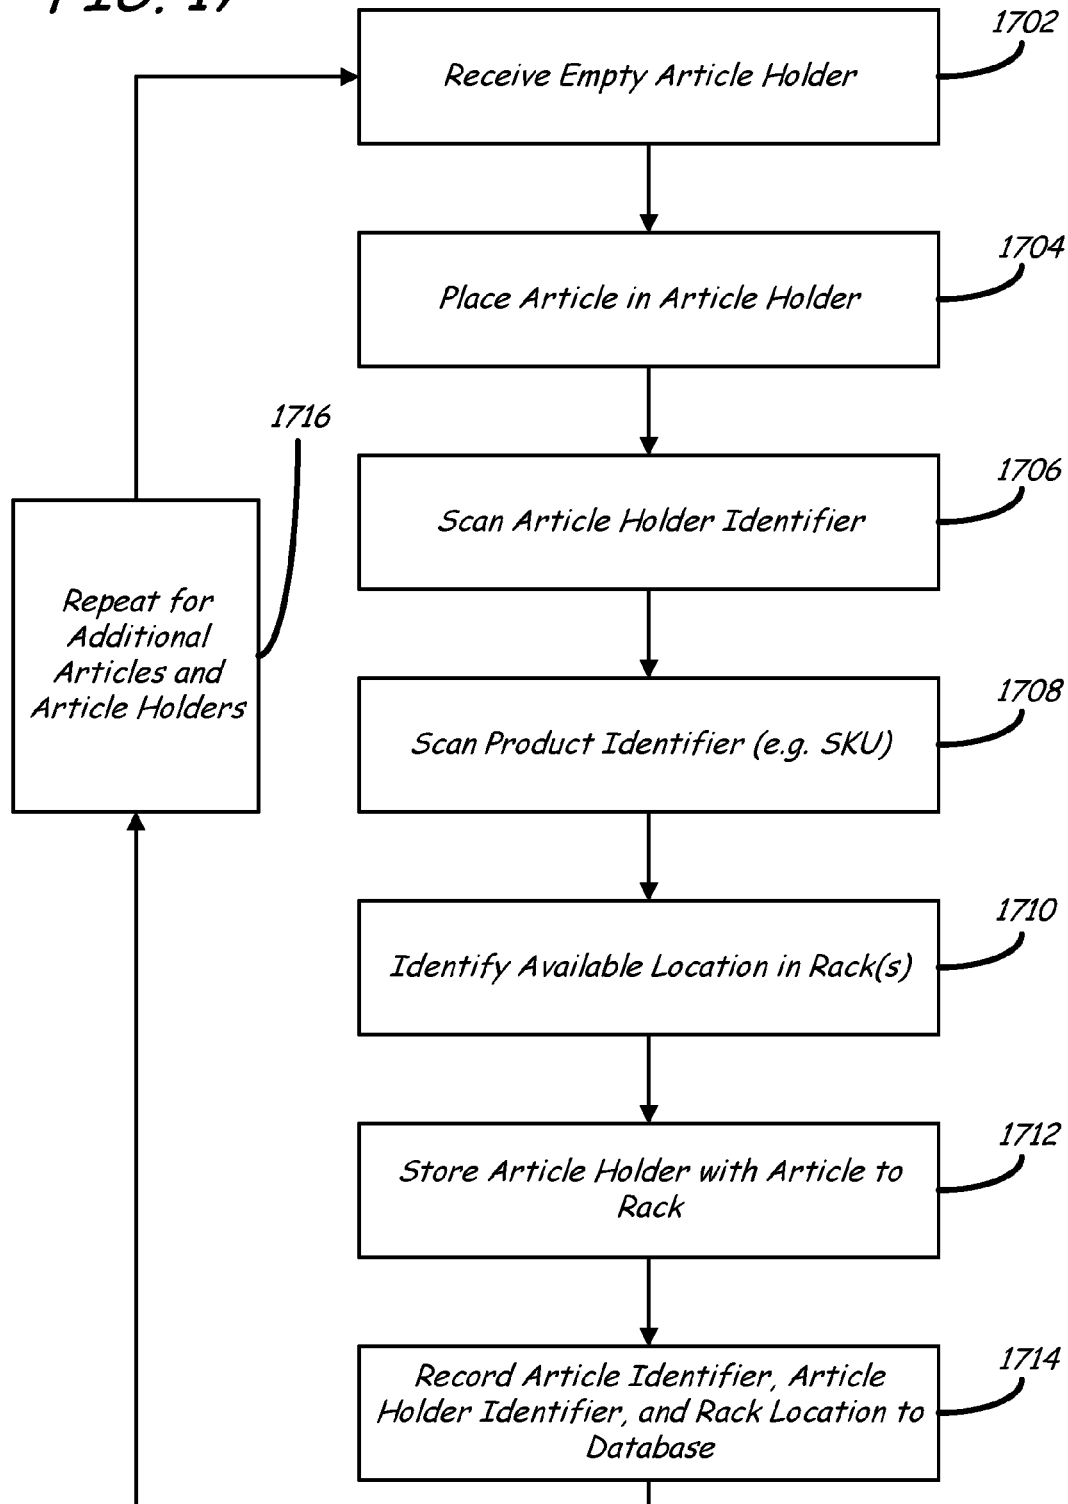 FIG. 17
1702
Receive Empty Article Holder
1704
Place Article in Article Holder
1716
1706
Scan Article Holder Identifier
Repeat for
Additional
Articles and
Article Holders
1708
Scan Product Identifier (e.g. SKU)
1710
Identify Available Location in Rack(s)
1712
Store Article Holder with Article to
Rack
1714
Record Article Identifier, Article
Holder Identifier, and Rack Location to
Database